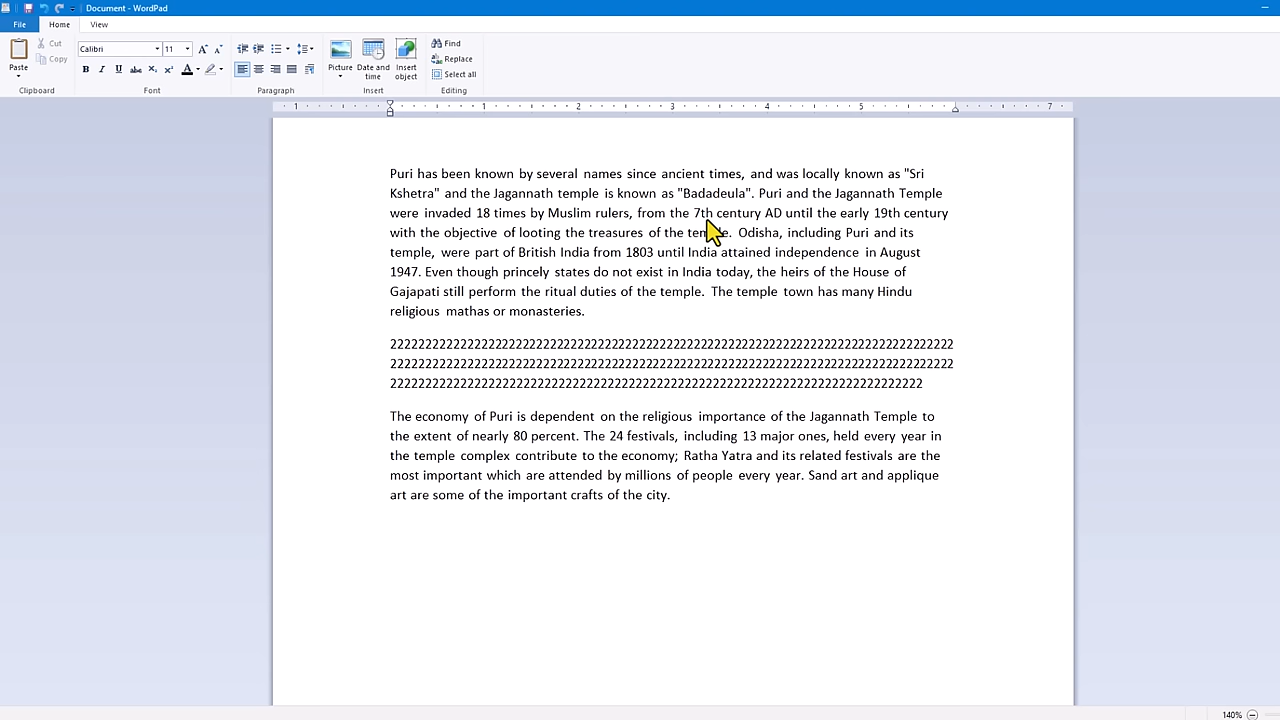 Document - WordPad
File Home View
Paste
Cut
Copy
Clipboard
Calibri 11
Font
Paragraph
Picture
Date and time
Insert object
Insert
Find
Replace
Select all
Editing
1 1 2 3 4 5 7
Puri has been known by several names since ancient times, and was locally known as "Sri
Kshetra" and the Jagannath temple is known as "Badadeula". Puri and the Jagannath Temple
were invaded 18 times by Muslim rulers, from the 7th century AD until the early 19th century
with the objective of looting the treasures of the temple. Odisha, including Puri and its
temple, were part of British India from 1803 until India attained independence in August
1947. Even though princely states do not exist in India today, the heirs of the House of
Gajapati still perform the ritual duties of the temple. The temple town has many Hindu
religious mathas or monasteries.
22222222222222222222222222222222222222222222222222222222222222222222222222222222
22222222222222222222222222222222222222222222222222222222222222222222222222222222
2222222222222222222222222222222222222222222222222222222222222222222222222222
The economy of Puri is dependent on the religious importance of the Jagannath Temple to
the extent of nearly 80 percent. The 24 festivals, including 13 major ones, held every year in
the temple complex contribute to the economy; Ratha Yatra and its related festivals are the
most important which are attended by millions of people every year. Sand art and applique
art are some of the important crafts of the city.
140%